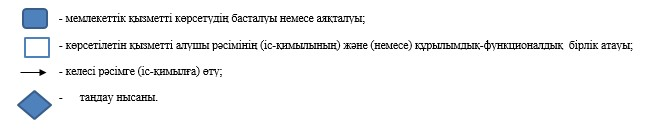 - мемлекеттік қызметті көрсетудің басталуы немесе аяқталуы;
- көрсетілетін қызметті алушы рәсімінің (іс-қимылының) және (немесе) құрылымдық-функционалдық бірлік атауы;
- келесі рәсімге (іс-қимылға) өту;
- таңдау нысаны.